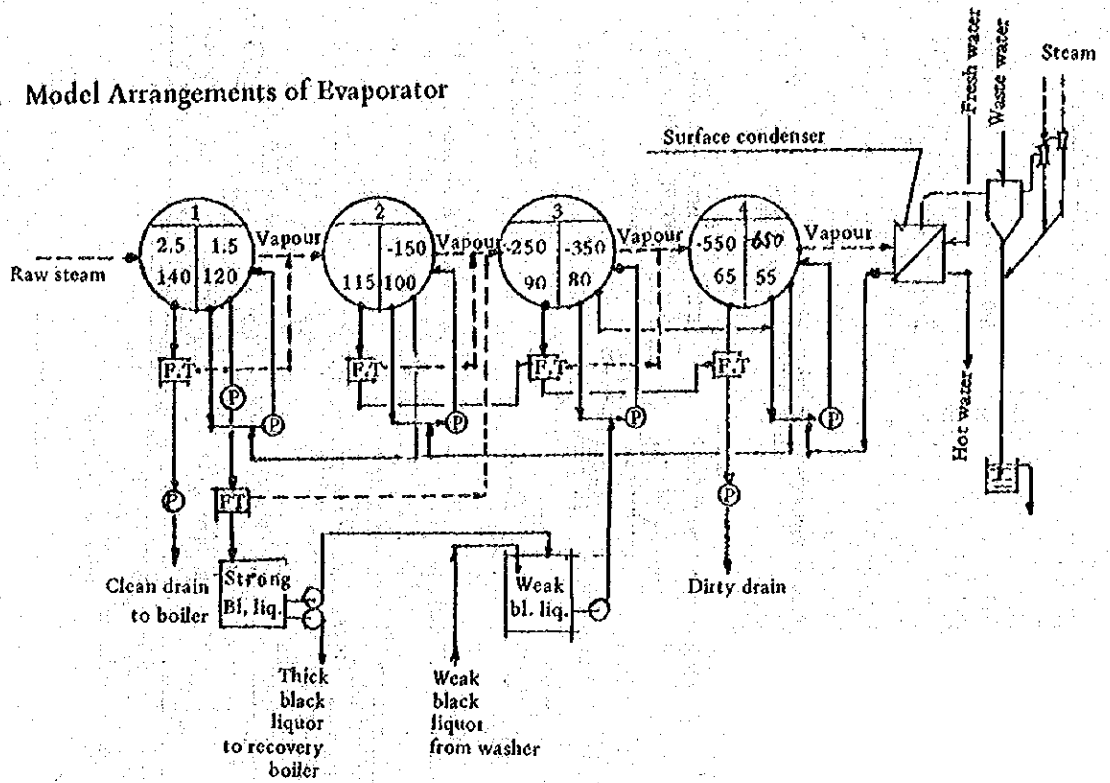 Model Arrangements of Evaporator
Fresh water
Waste water
Steam
Surface condenser
1
2.5 1.5
140 120
Raw steam
Vapour
2
-150
115 100
Vapour
3
-250 -350
90 80
Vapour
4
-550 -650
65 55
Vapour
F.T
F.T
F.T
F.T
P
P
P
P
P
Hot water
P
FT
P
Clean drain
to boiler
Strong
Bl. liq.
Weak
bl. liq.
Dirty drain
Thick
black
liquor
to recovery
boiler
Weak
black
liquor
from washer